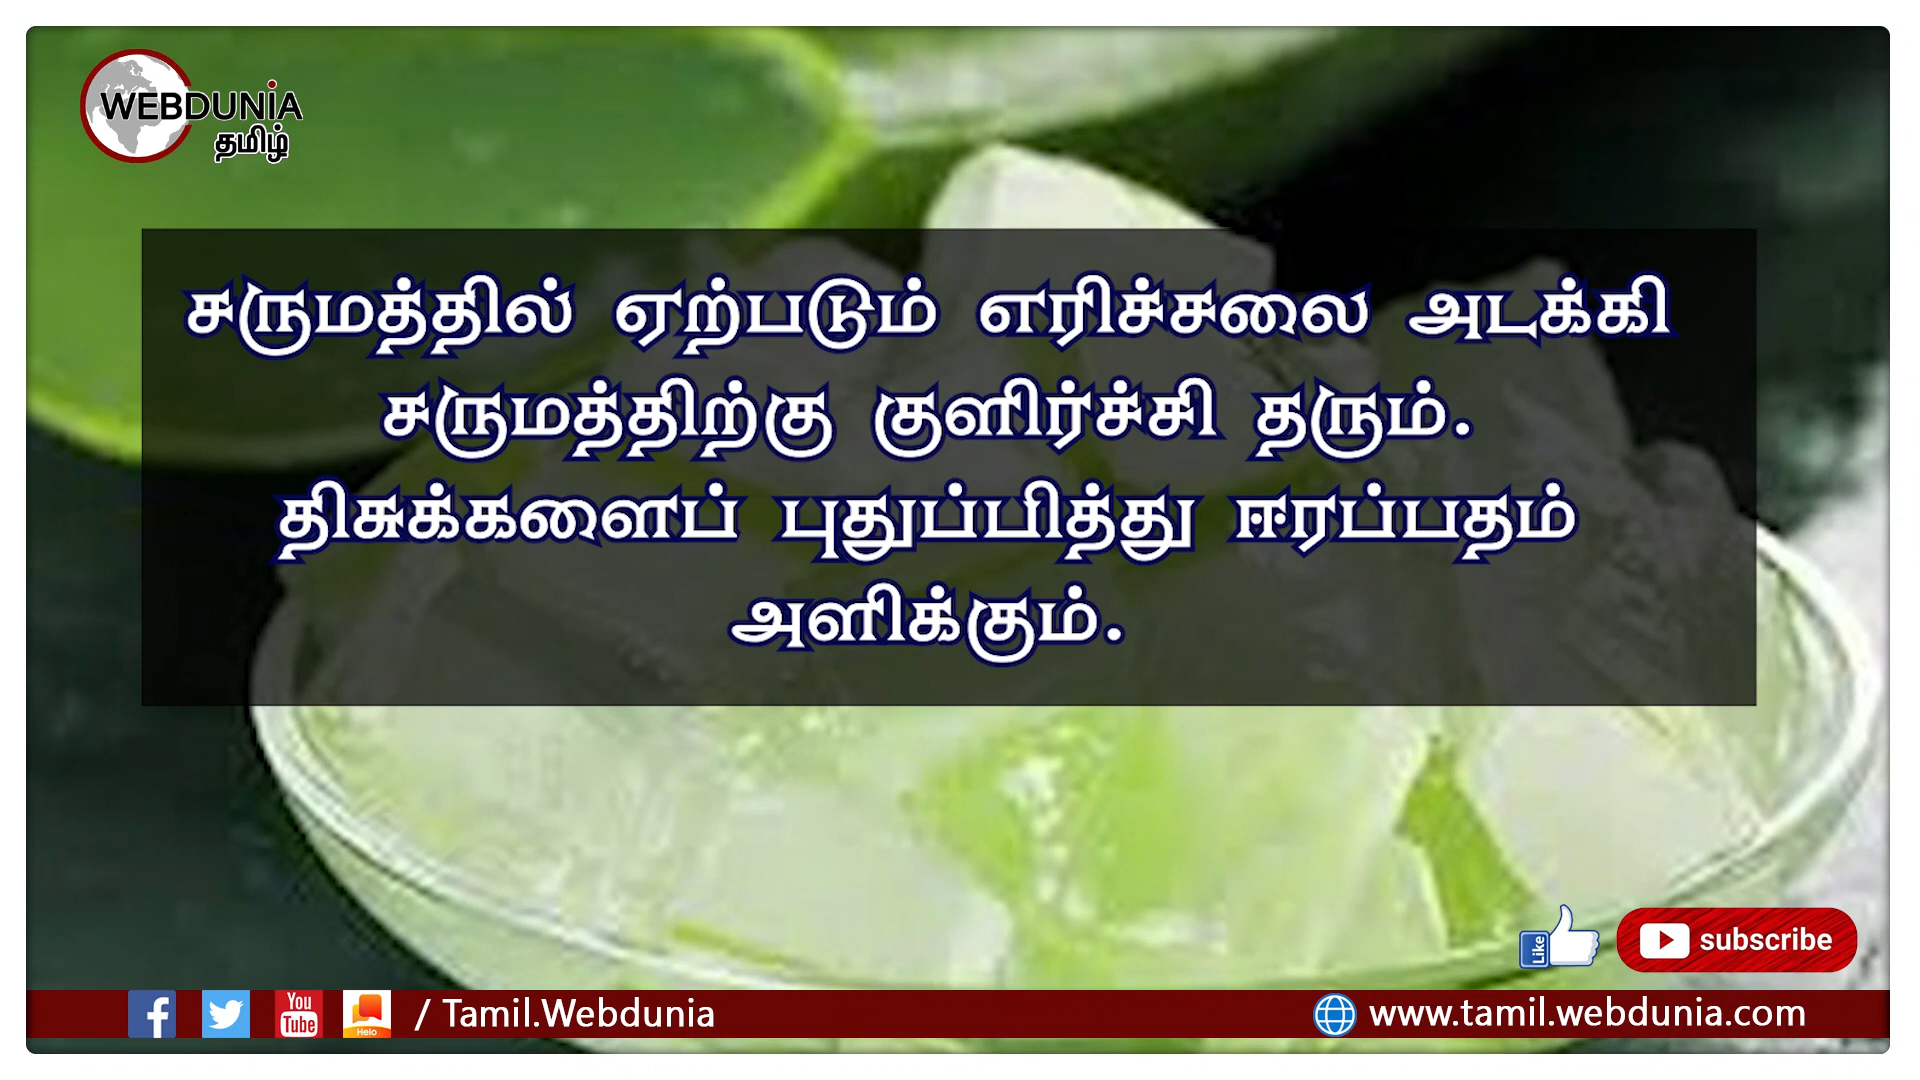 WEBDUNIA
தமிழ்
சருமத்தில் ஏற்படும் எரிச்சலை அடக்கி
சருமத்திற்கு குளிர்ச்சி தரும்.
திசுக்களைப் புதுப்பித்து ஈரப்பதம்
அளிக்கும்.
Like
subscribe
You
Tube
Helo
/ Tamil.Webdunia
www.tamil.webdunia.com